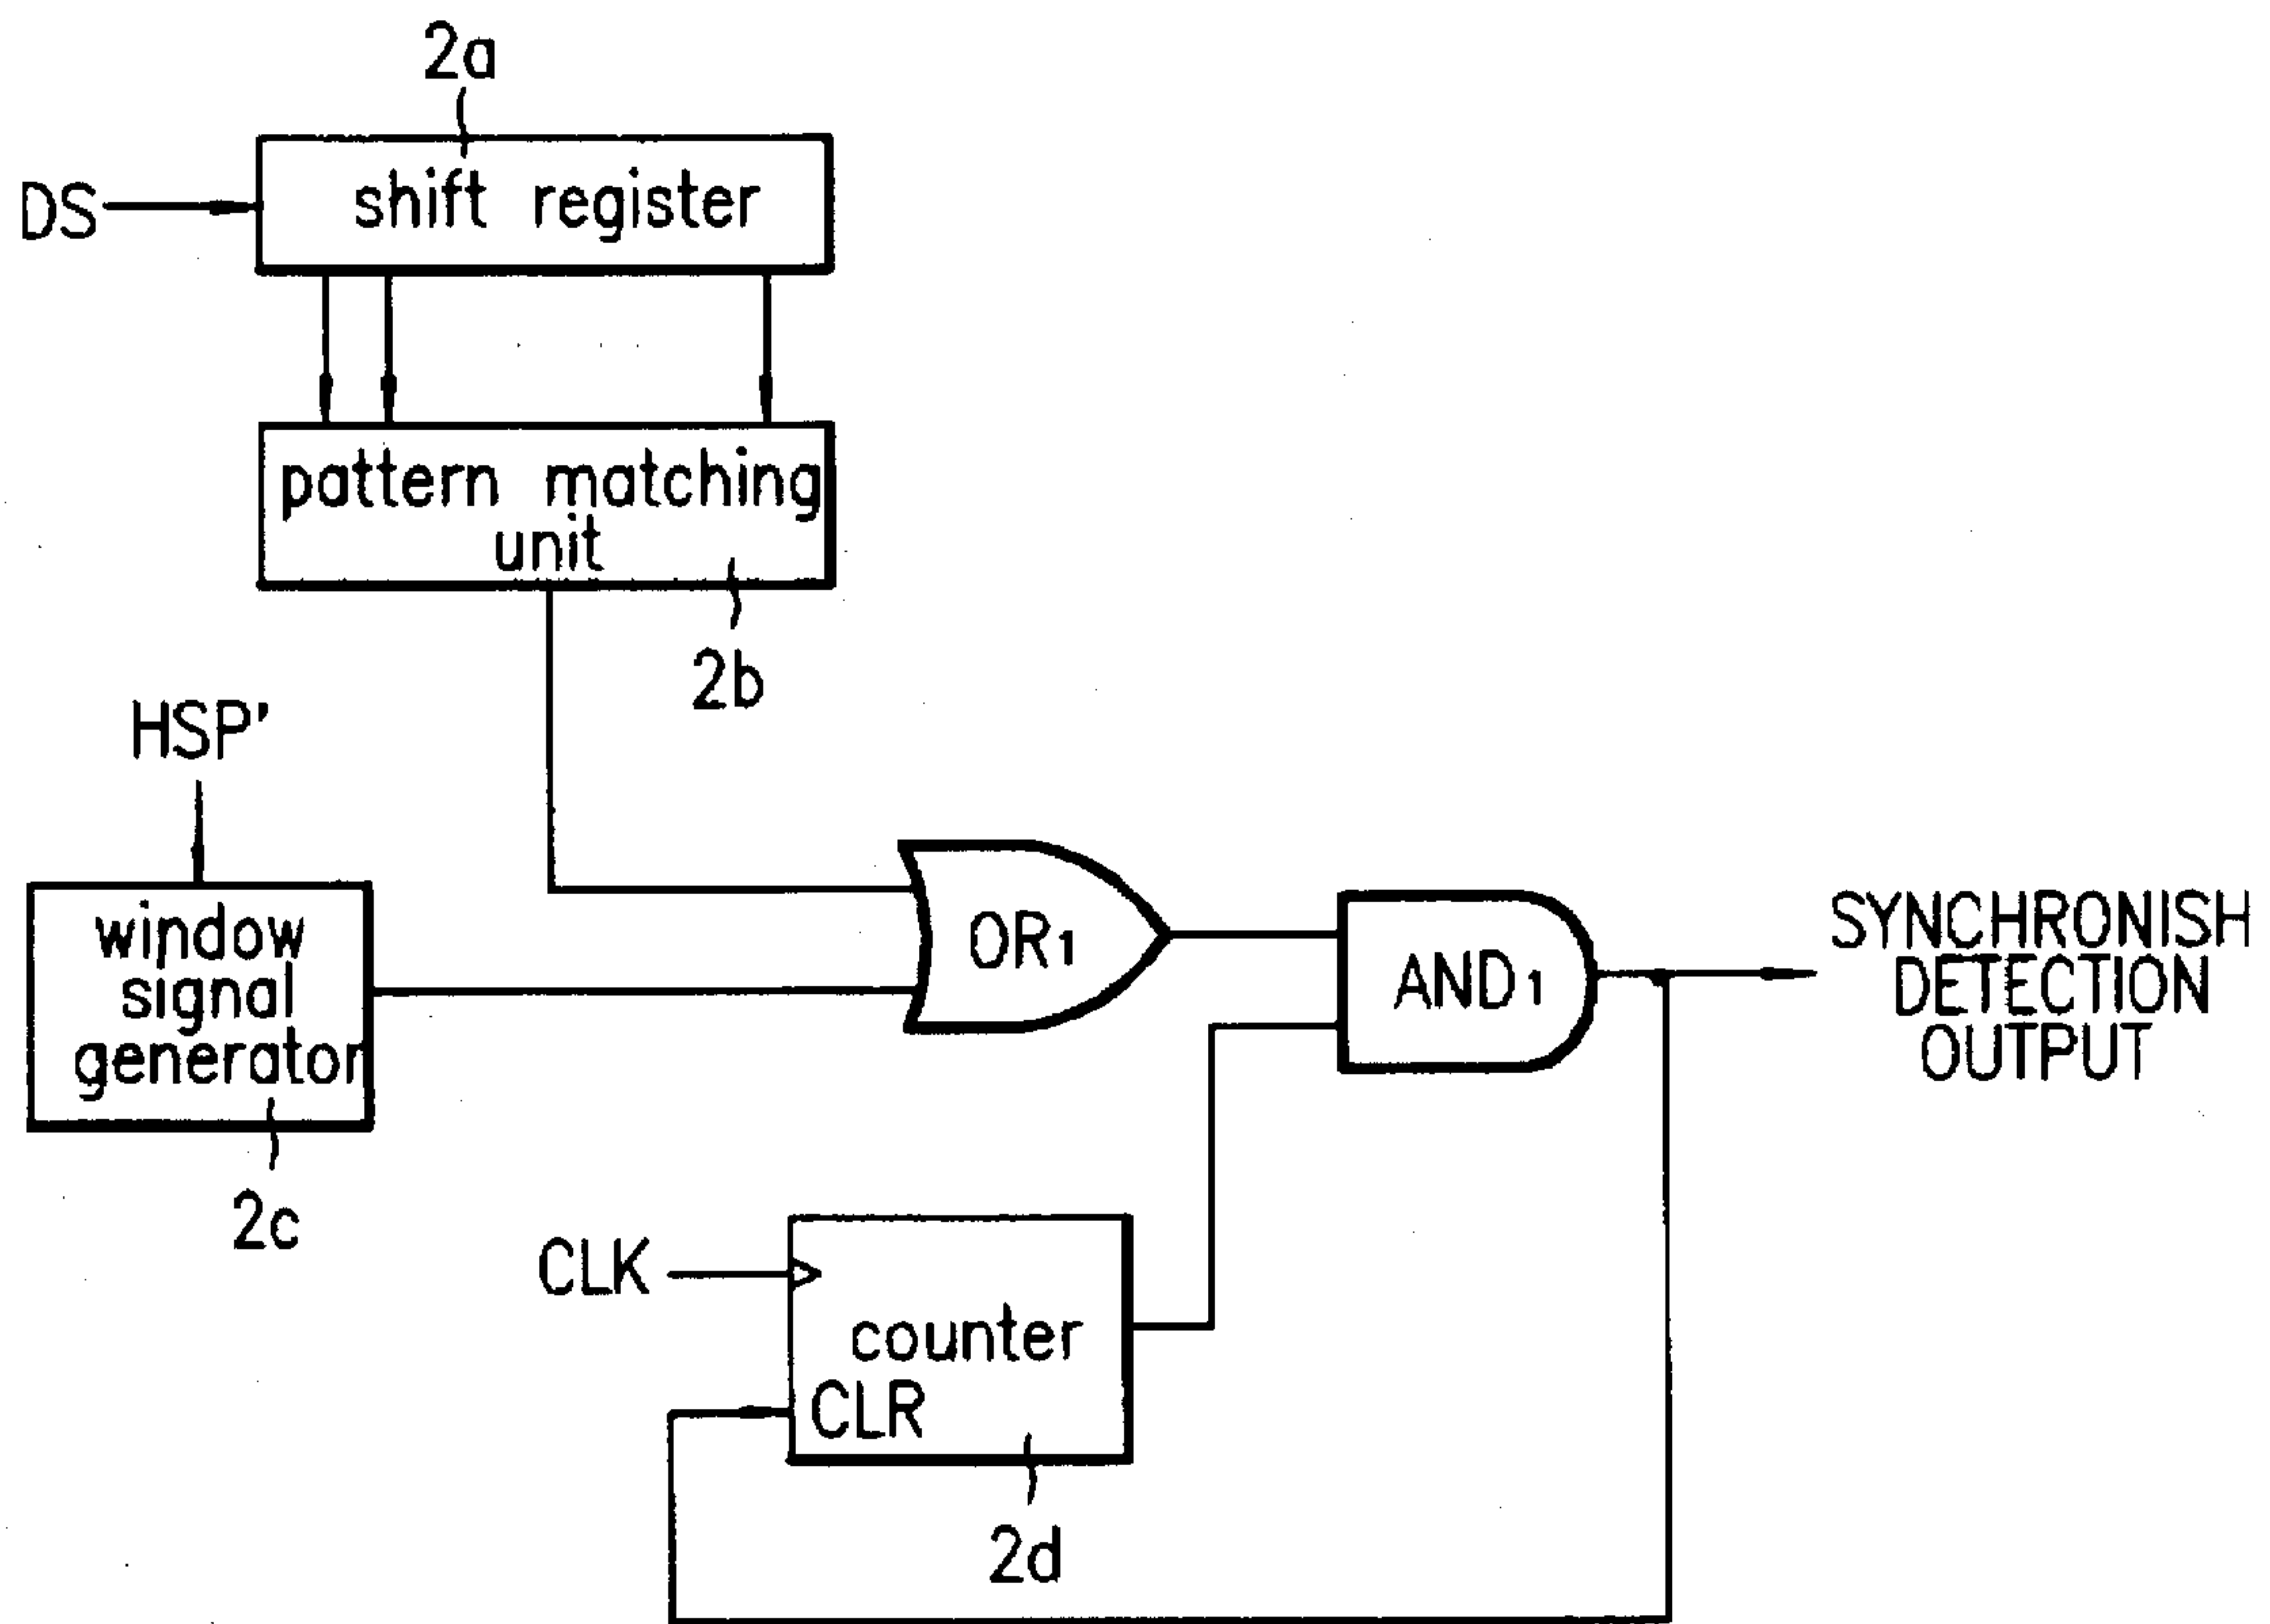 2a
DS
shift register
pattern matching
unit
2b
HSP'
window
signal
generator
2c
OR1
AND1
SYNCHRONISH
DETECTION
OUTPUT
CLK
counter
CLR
2d